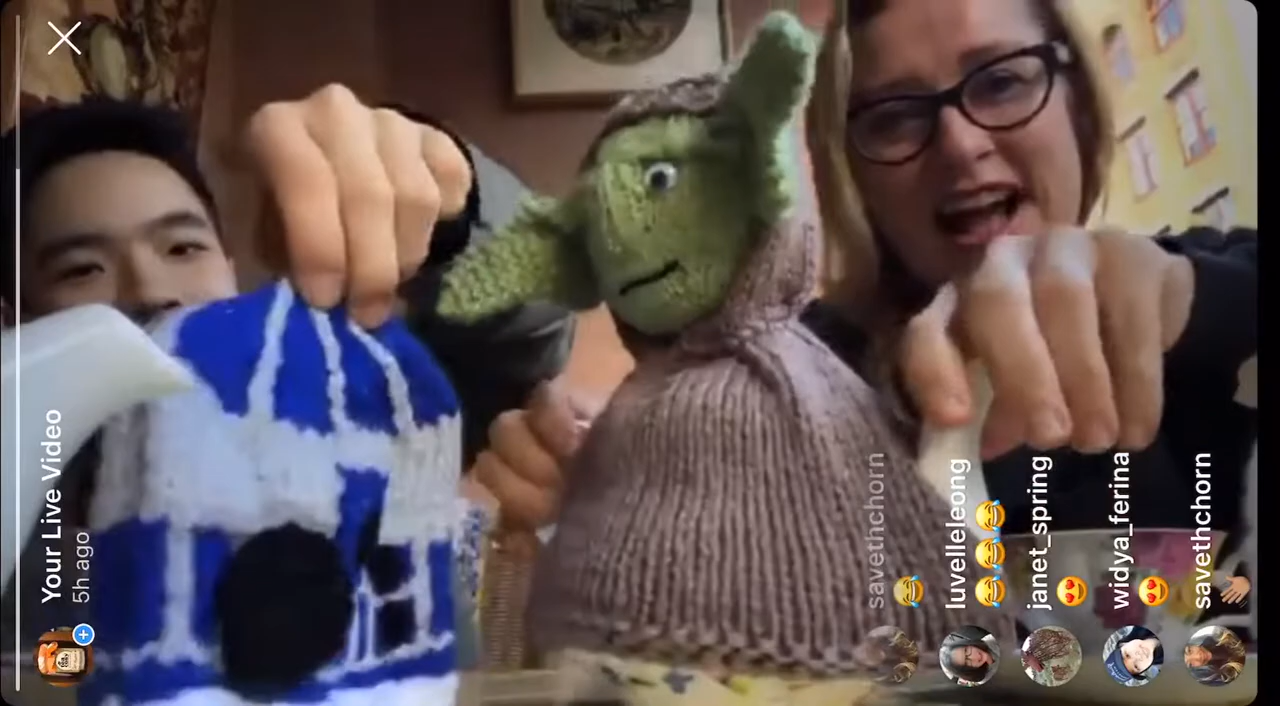 Your Live Video
5h ago
savethchorn
😂
luvelleleong
😂😂😂
janet_spring
😍
widya_ferina
😍
savethchorn
👋🏽